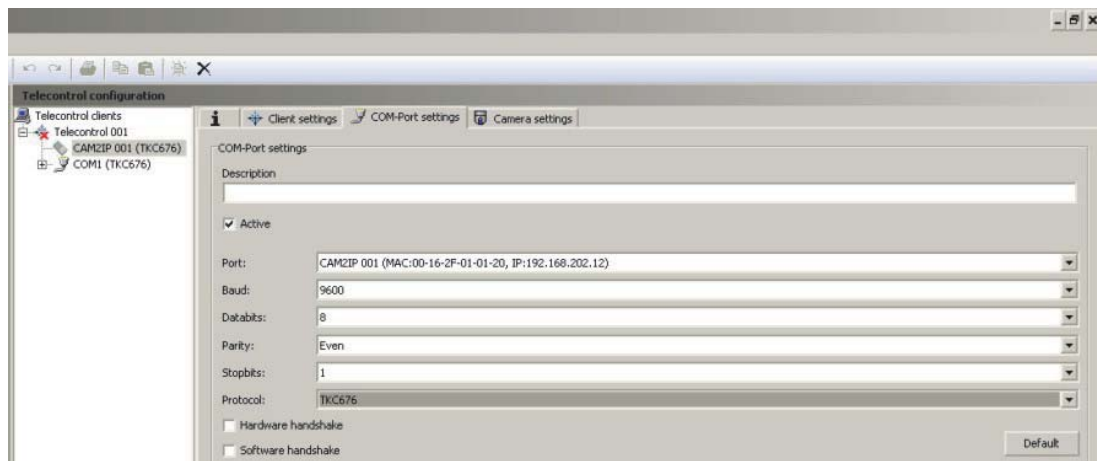 Telecontrol configuration
Telecontrol clients
Telecontrol 001
CAM2IP 001 (TKC676)
COM1 (TKC676)
i Client settings COM-Port settings Camera settings
COM-Port settings
Description
Active
Port: CAM2IP 001 (MAC:00-16-2F-01-01-20, IP:192.168.202.12)
Baud: 9600
Databits: 8
Parity: Even
Stopbits: 1
Protocol: TKC676
Hardware handshake
Software handshake
Default